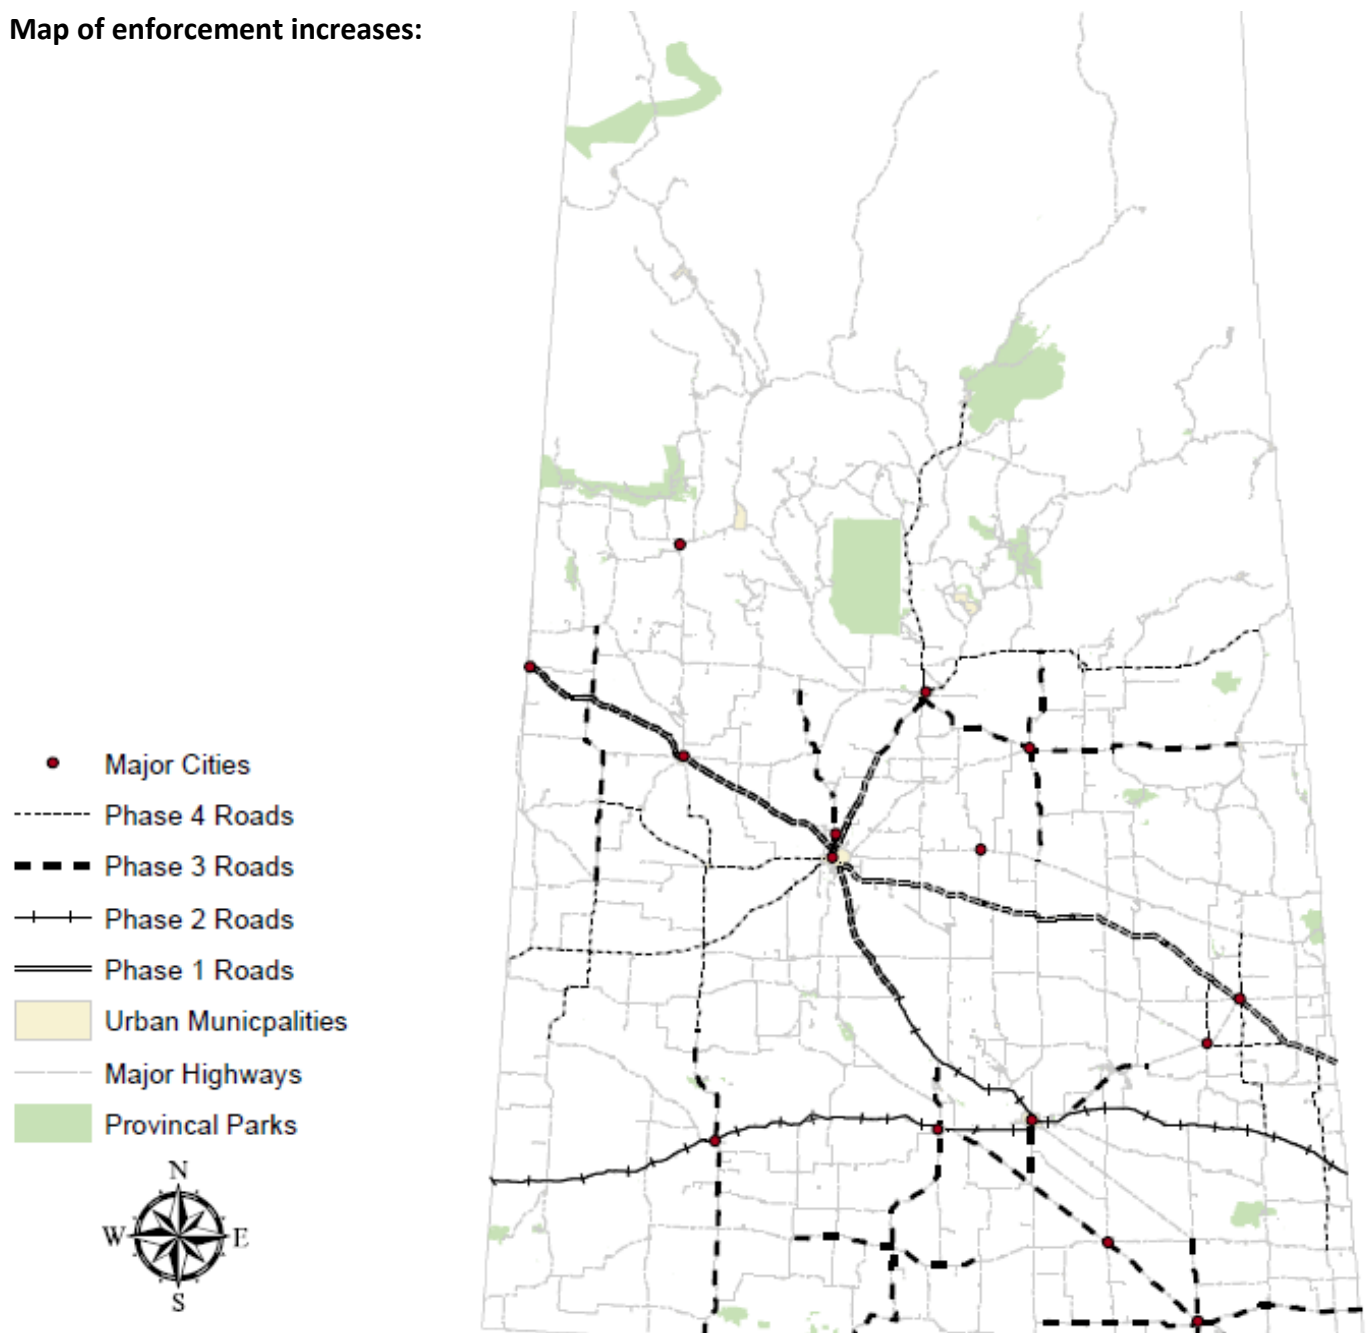 Map of enforcement increases:
Major Cities
Phase 4 Roads
Phase 3 Roads
Phase 2 Roads
Phase 1 Roads
Urban Municpalities
Major Highways
Provincal Parks
N
W E
S